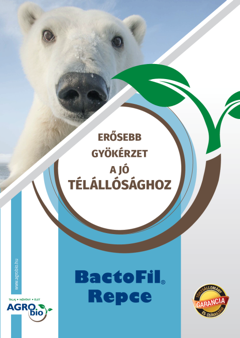 ERŐSEBB
GYÖKÉRZET
A JÓ
TÉLÁLLÓSÁGHOZ
BactoFil®
Repce
www.agrobio.hu
AGRO
bio
GARANCIA